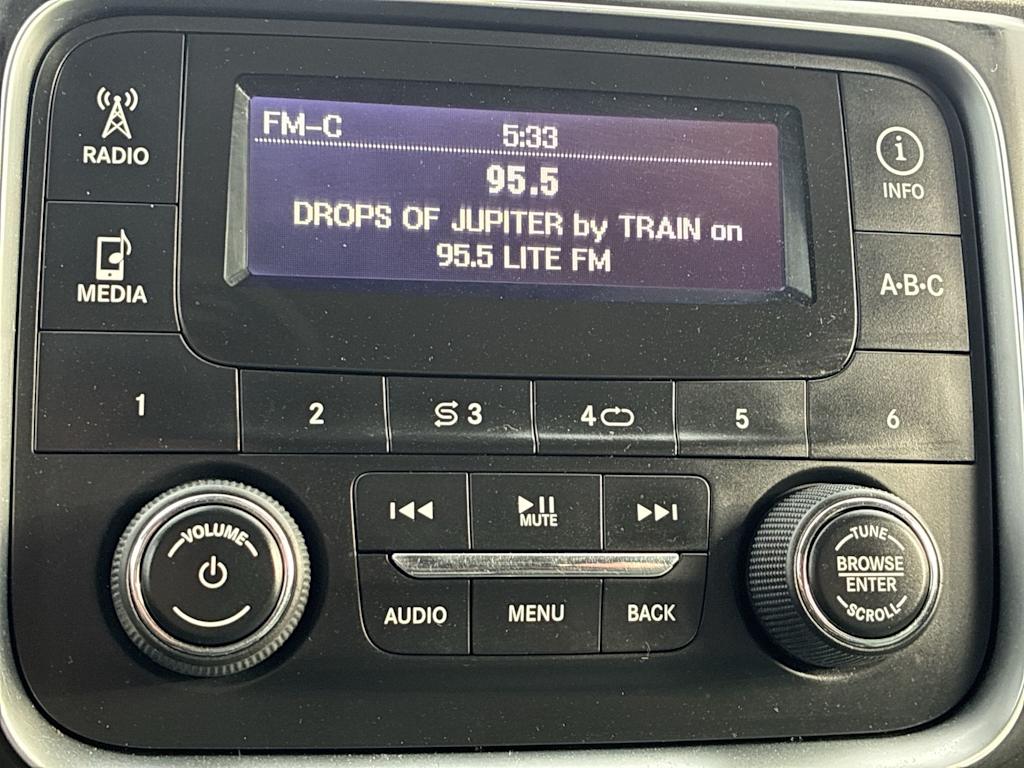 RADIO
FM-C
5:33
95.5
DROPS OF JUPITER by TRAIN on
95.5 LITE FM
i
INFO
MEDIA
A·B·C
1
2
S 3
4
5
6
VOLUME
MUTE
TUNE
BROWSE
ENTER
SCROLL
AUDIO
MENU
BACK